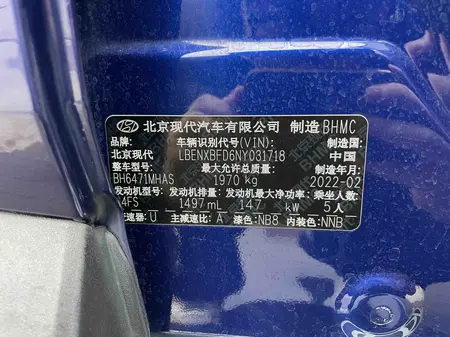 北京现代汽车有限公司 制造 BHMC
品牌: 车辆识别代号(VIN): 制造国:
北京现代 LBENXBFD6NY031718 中国
整车型号: 最大允许总质量: 制造年月:
BH6471MHAS 1970 kg 2022-02
发动机型号: 发动机排量: 发动机最大净功率: 乘坐人数:
4FS 1497 mL 147 kW 5人
变速器: U 主减速比: A 漆色: NB8 内装色: NNB